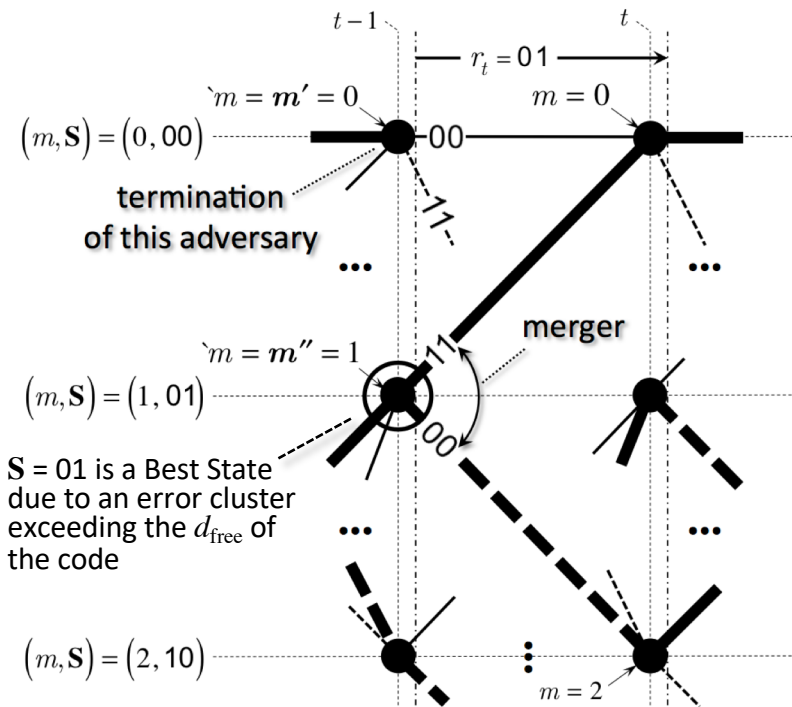 t − 1
t
r_t = 01
`m = m′ = 0
m = 0
(m, S) = (0, 00)
00
termination
of this adversary
11
•••
•••
`m = m″ = 1
11
merger
(m, S) = (1, 01)
00
S = 01 is a Best State
due to an error cluster
exceeding the d_free of
the code
•••
•••
(m, S) = (2, 10)
m = 2